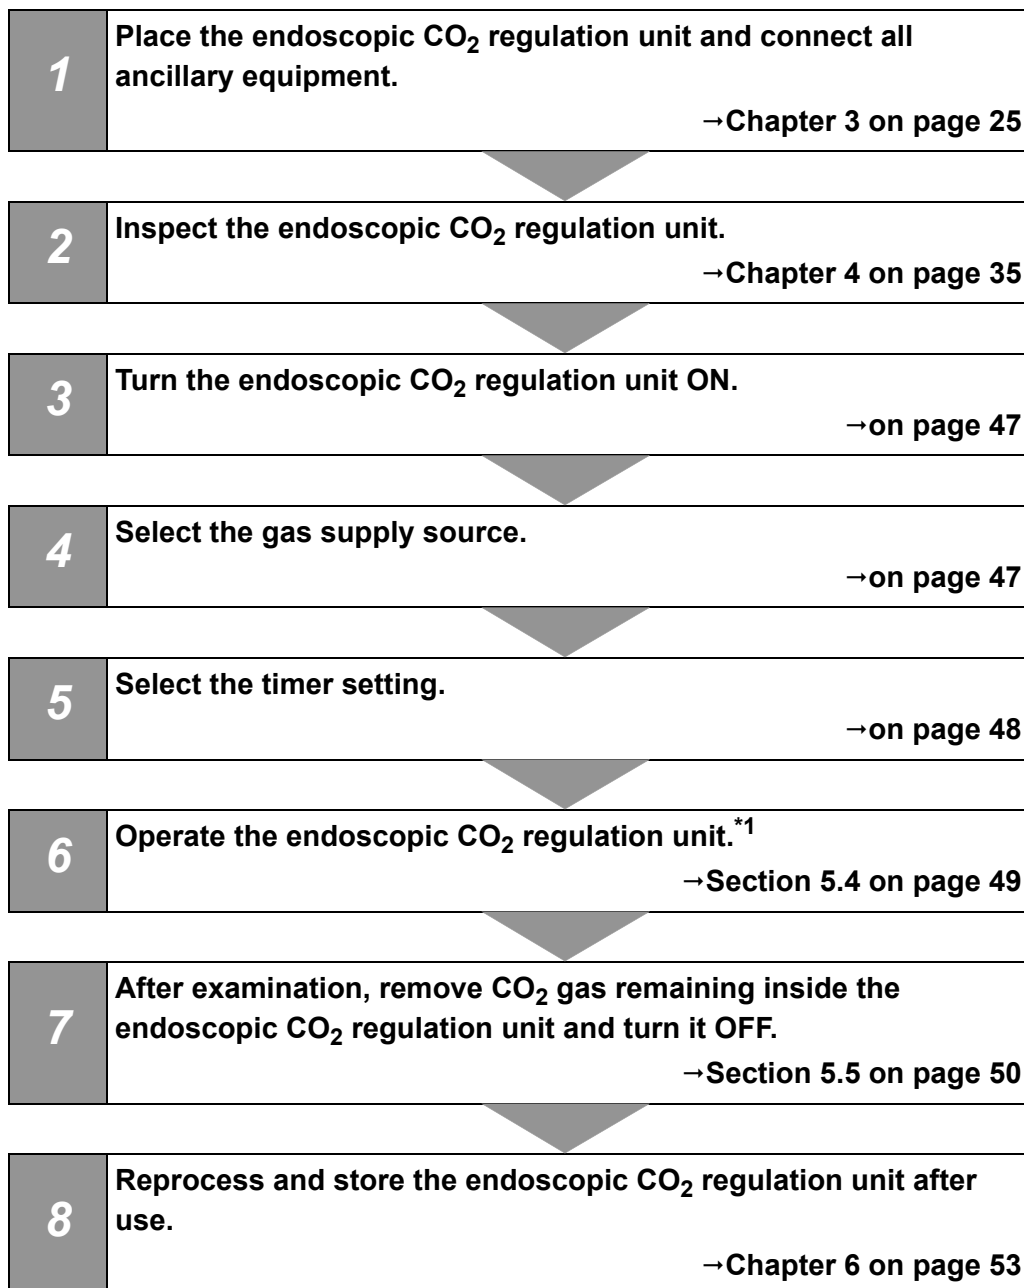 1
Place the endoscopic CO2 regulation unit and connect all
ancillary equipment.
→Chapter 3 on page 25
2
Inspect the endoscopic CO2 regulation unit.
→Chapter 4 on page 35
3
Turn the endoscopic CO2 regulation unit ON.
→on page 47
4
Select the gas supply source.
→on page 47
5
Select the timer setting.
→on page 48
6
Operate the endoscopic CO2 regulation unit.*1
→Section 5.4 on page 49
7
After examination, remove CO2 gas remaining inside the
endoscopic CO2 regulation unit and turn it OFF.
→Section 5.5 on page 50
8
Reprocess and store the endoscopic CO2 regulation unit after
use.
→Chapter 6 on page 53